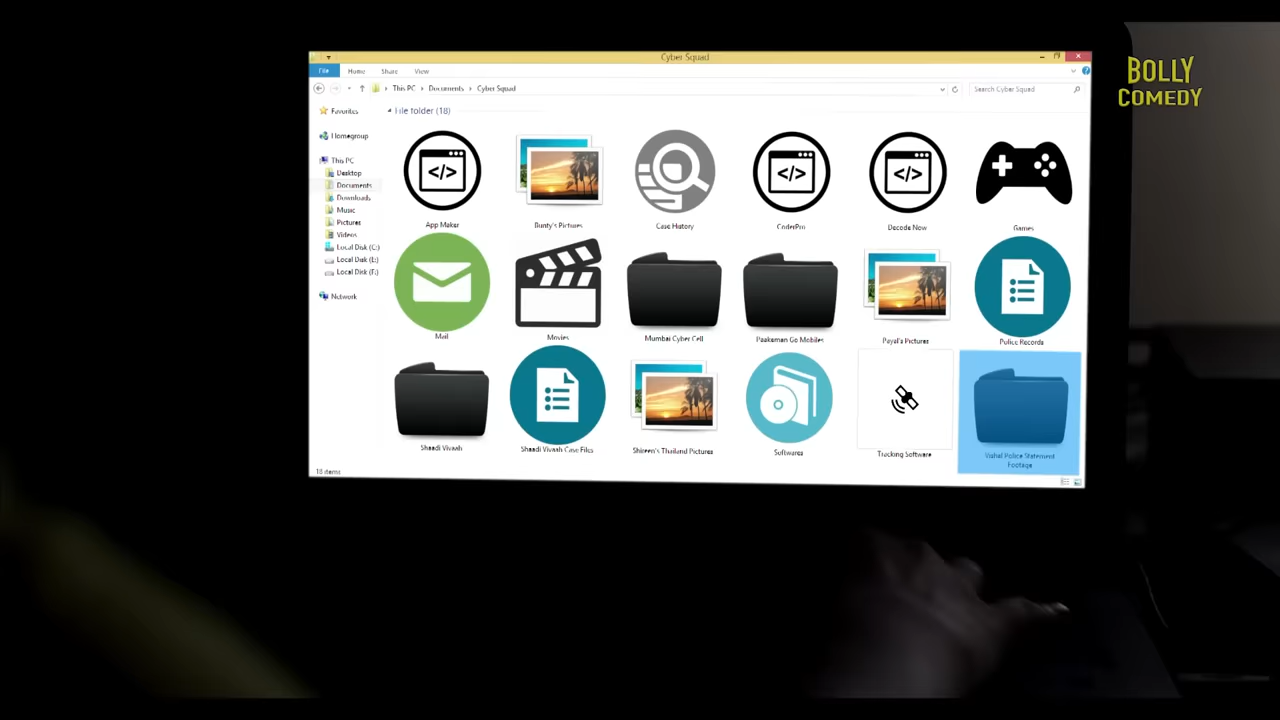 Cyber Squad
File Home Share View
This PC Documents Cyber Squad
Search Cyber Squad
BOLLY
COMEDY
Favorites
Homegroup
This PC
Desktop
Documents
Downloads
Music
Pictures
Videos
Local Disk (C:)
Local Disk (E:)
Local Disk (F:)
Network
File folder (18)
App Maker
Bunty's Pictures
Case History
CoderPro
Decode Now
Games
Mail
Movies
Mumbai Cyber Cell
Paakeman Go Mobiles
Payal's Pictures
Police Records
Shaadi Vivaah
Shaadi Vivaah Case Files
Shireen's Thailand Pictures
Softwares
Tracking Software
Vishal Police Statement
Footage
18 items